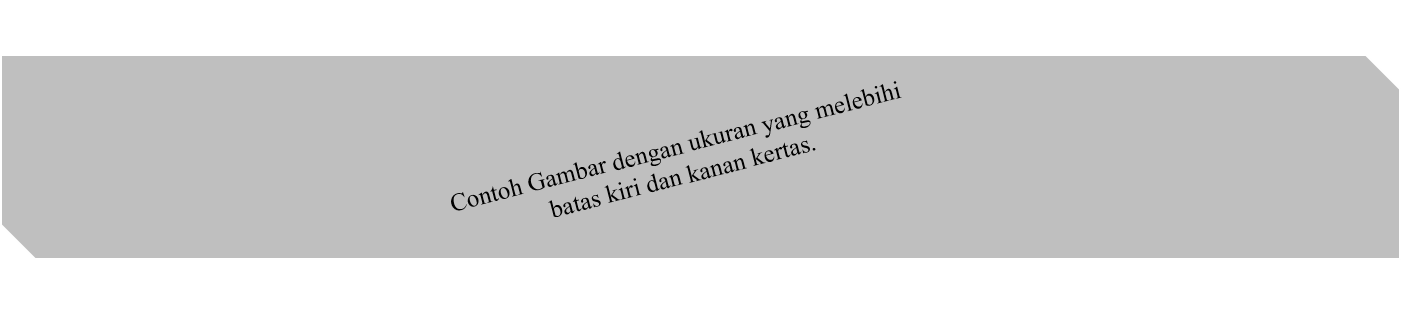 Contoh Gambar dengan ukuran yang melebihi
batas kiri dan kanan kertas.